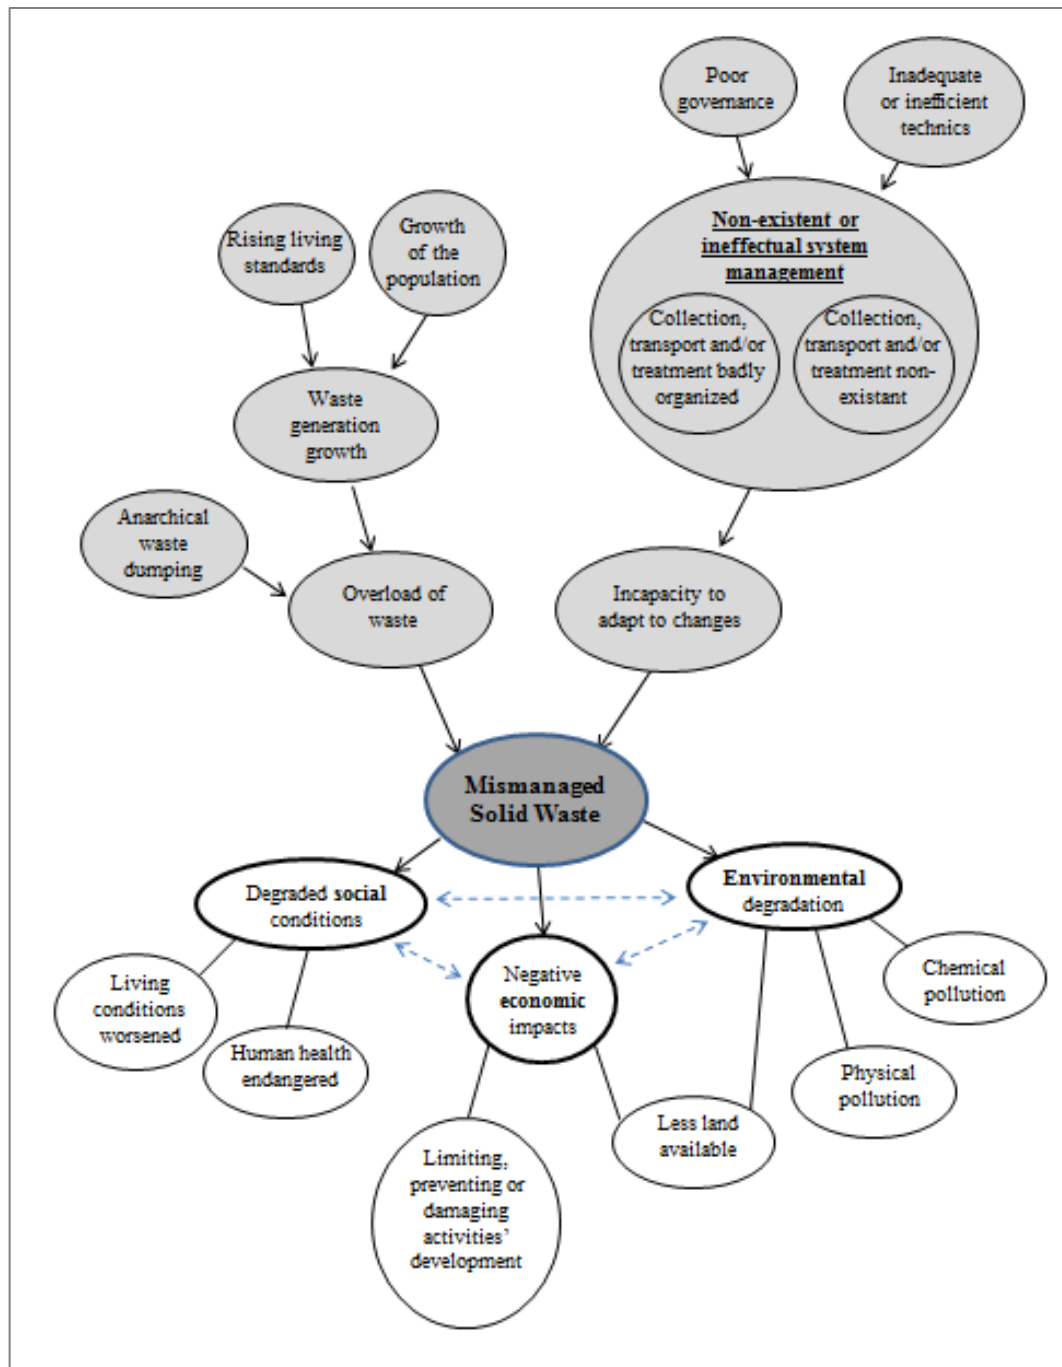 Poor
governance
Inadequate
or inefficient
technics
Non-existent or
ineffectual system
management
Rising living
standards
Growth
of the
population
Collection,
transport and/or
treatment badly
organized
Collection,
transport and/or
treatment non-
existant
Waste
generation
growth
Anarchical
waste
dumping
Overload of
waste
Incapacity to
adapt to changes
Mismanaged
Solid Waste
Degraded social
conditions
Environmental
degradation
Negative
economic
impacts
Living
conditions
worsened
Human health
endangered
Chemical
pollution
Physical
pollution
Less land
available
Limiting,
preventing or
damaging
activities’
development